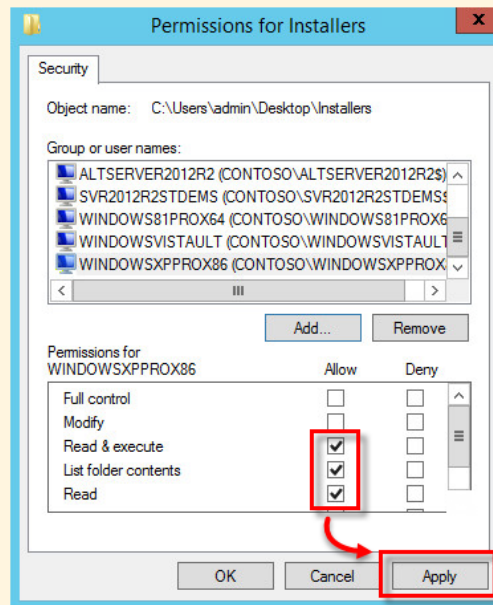 Permissions for Installers
x
Security
Object name: C:\Users\admin\Desktop\Installers
Group or user names:
ALTSERVER2012R2 (CONTOSO\ALTSERVER2012R2$)
SVR2012R2STDEMS (CONTOSO\SVR2012R2STDEMS$
WINDOWS81PROX64 (CONTOSO\WINDOWS81PROX6
WINDOWSVISTAULT (CONTOSO\WINDOWSVISTAULT
WINDOWSXPPROX86 (CONTOSO\WINDOWSXPPROX
Add... Remove
Permissions for
WINDOWSXPPROX86 Allow Deny
Full control
Modify
Read & execute
List folder contents
Read
OK Cancel Apply